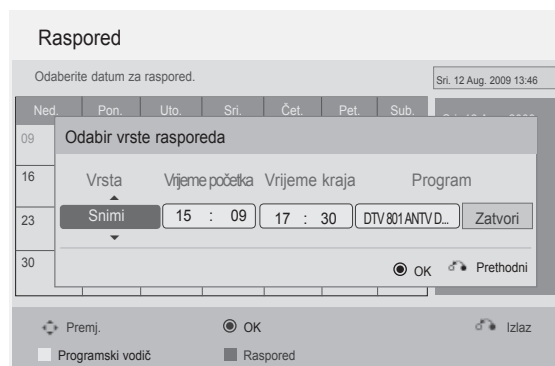 Raspored
Odaberite datum za raspored.
Sri. 12 Aug. 2009 13:46
Ned. Pon. Uto. Sri. Čet. Pet. Sub.
09
Odabir vrste rasporeda
16
Vrsta Vrijeme početka Vrijeme kraja Program
23
Snimi 15 : 09 17 : 30 DTV 801 ANTV D... Zatvori
30
OK Prethodni
Premj. OK Izlaz
Programski vodič Raspored